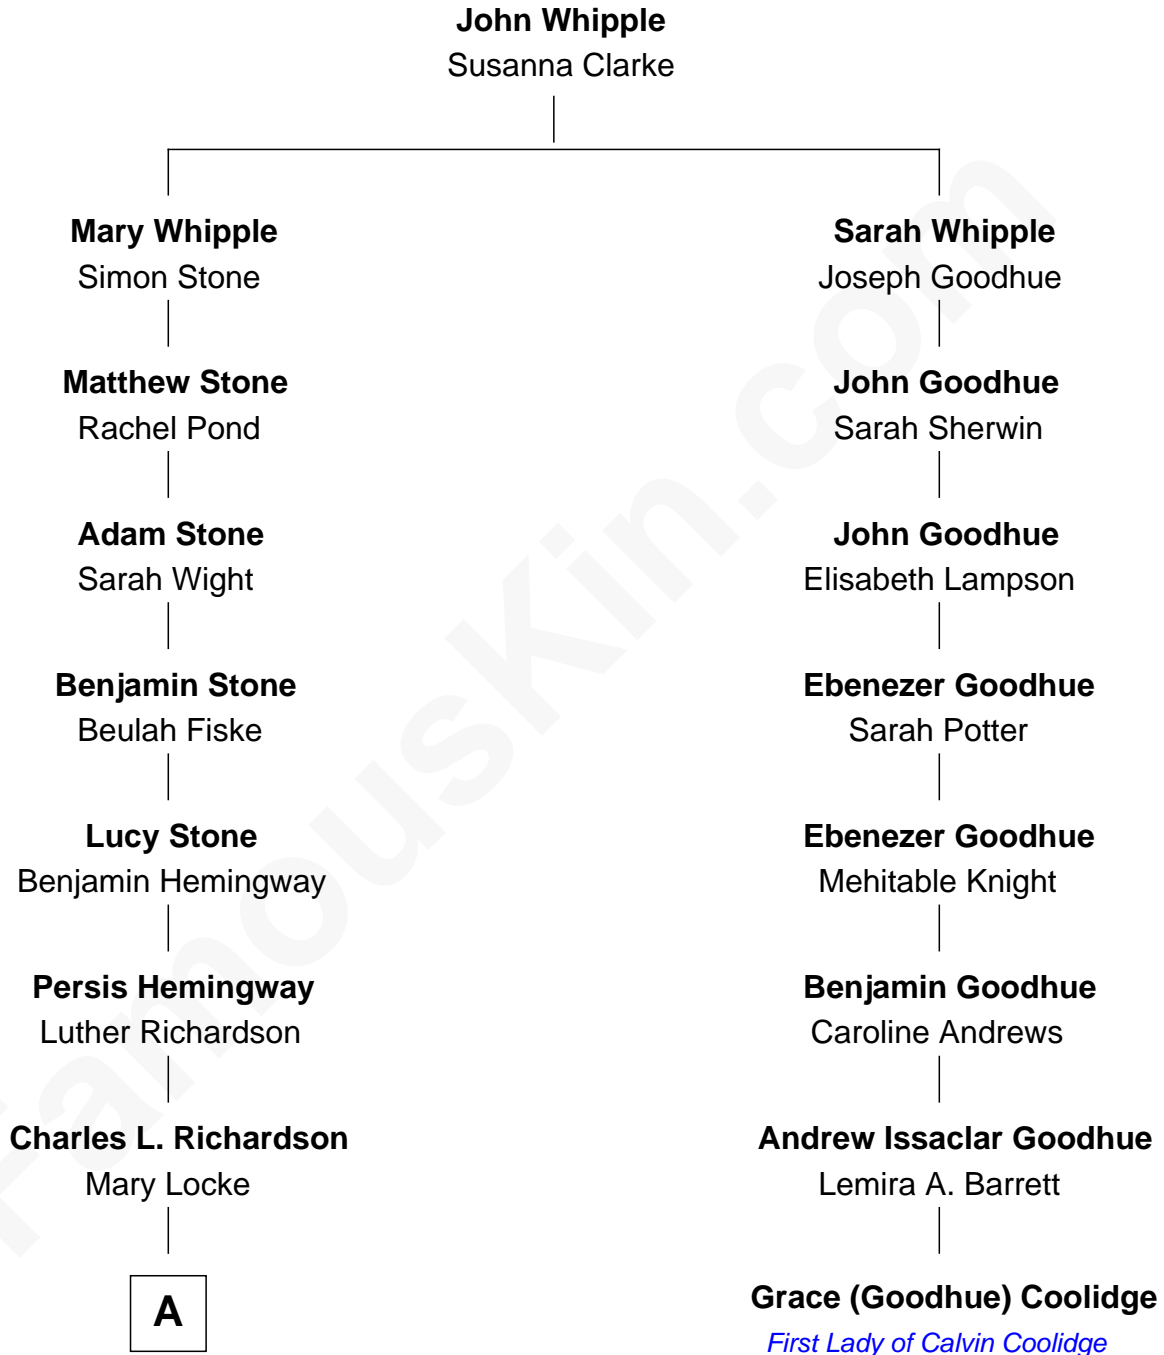 John Whipple
Susanna Clarke
Mary Whipple
Simon Stone
Sarah Whipple
Joseph Goodhue
Matthew Stone
Rachel Pond
John Goodhue
Sarah Sherwin
Adam Stone
Sarah Wight
John Goodhue
Elisabeth Lampson
Benjamin Stone
Beulah Fiske
Ebenezer Goodhue
Sarah Potter
Lucy Stone
Benjamin Hemingway
Ebenezer Goodhue
Mehitable Knight
Persis Hemingway
Luther Richardson
Benjamin Goodhue
Caroline Andrews
Charles L. Richardson
Mary Locke
Andrew Issaclar Goodhue
Lemira A. Barrett
A
Grace (Goodhue) Coolidge
First Lady of Calvin Coolidge
FamousKin.com